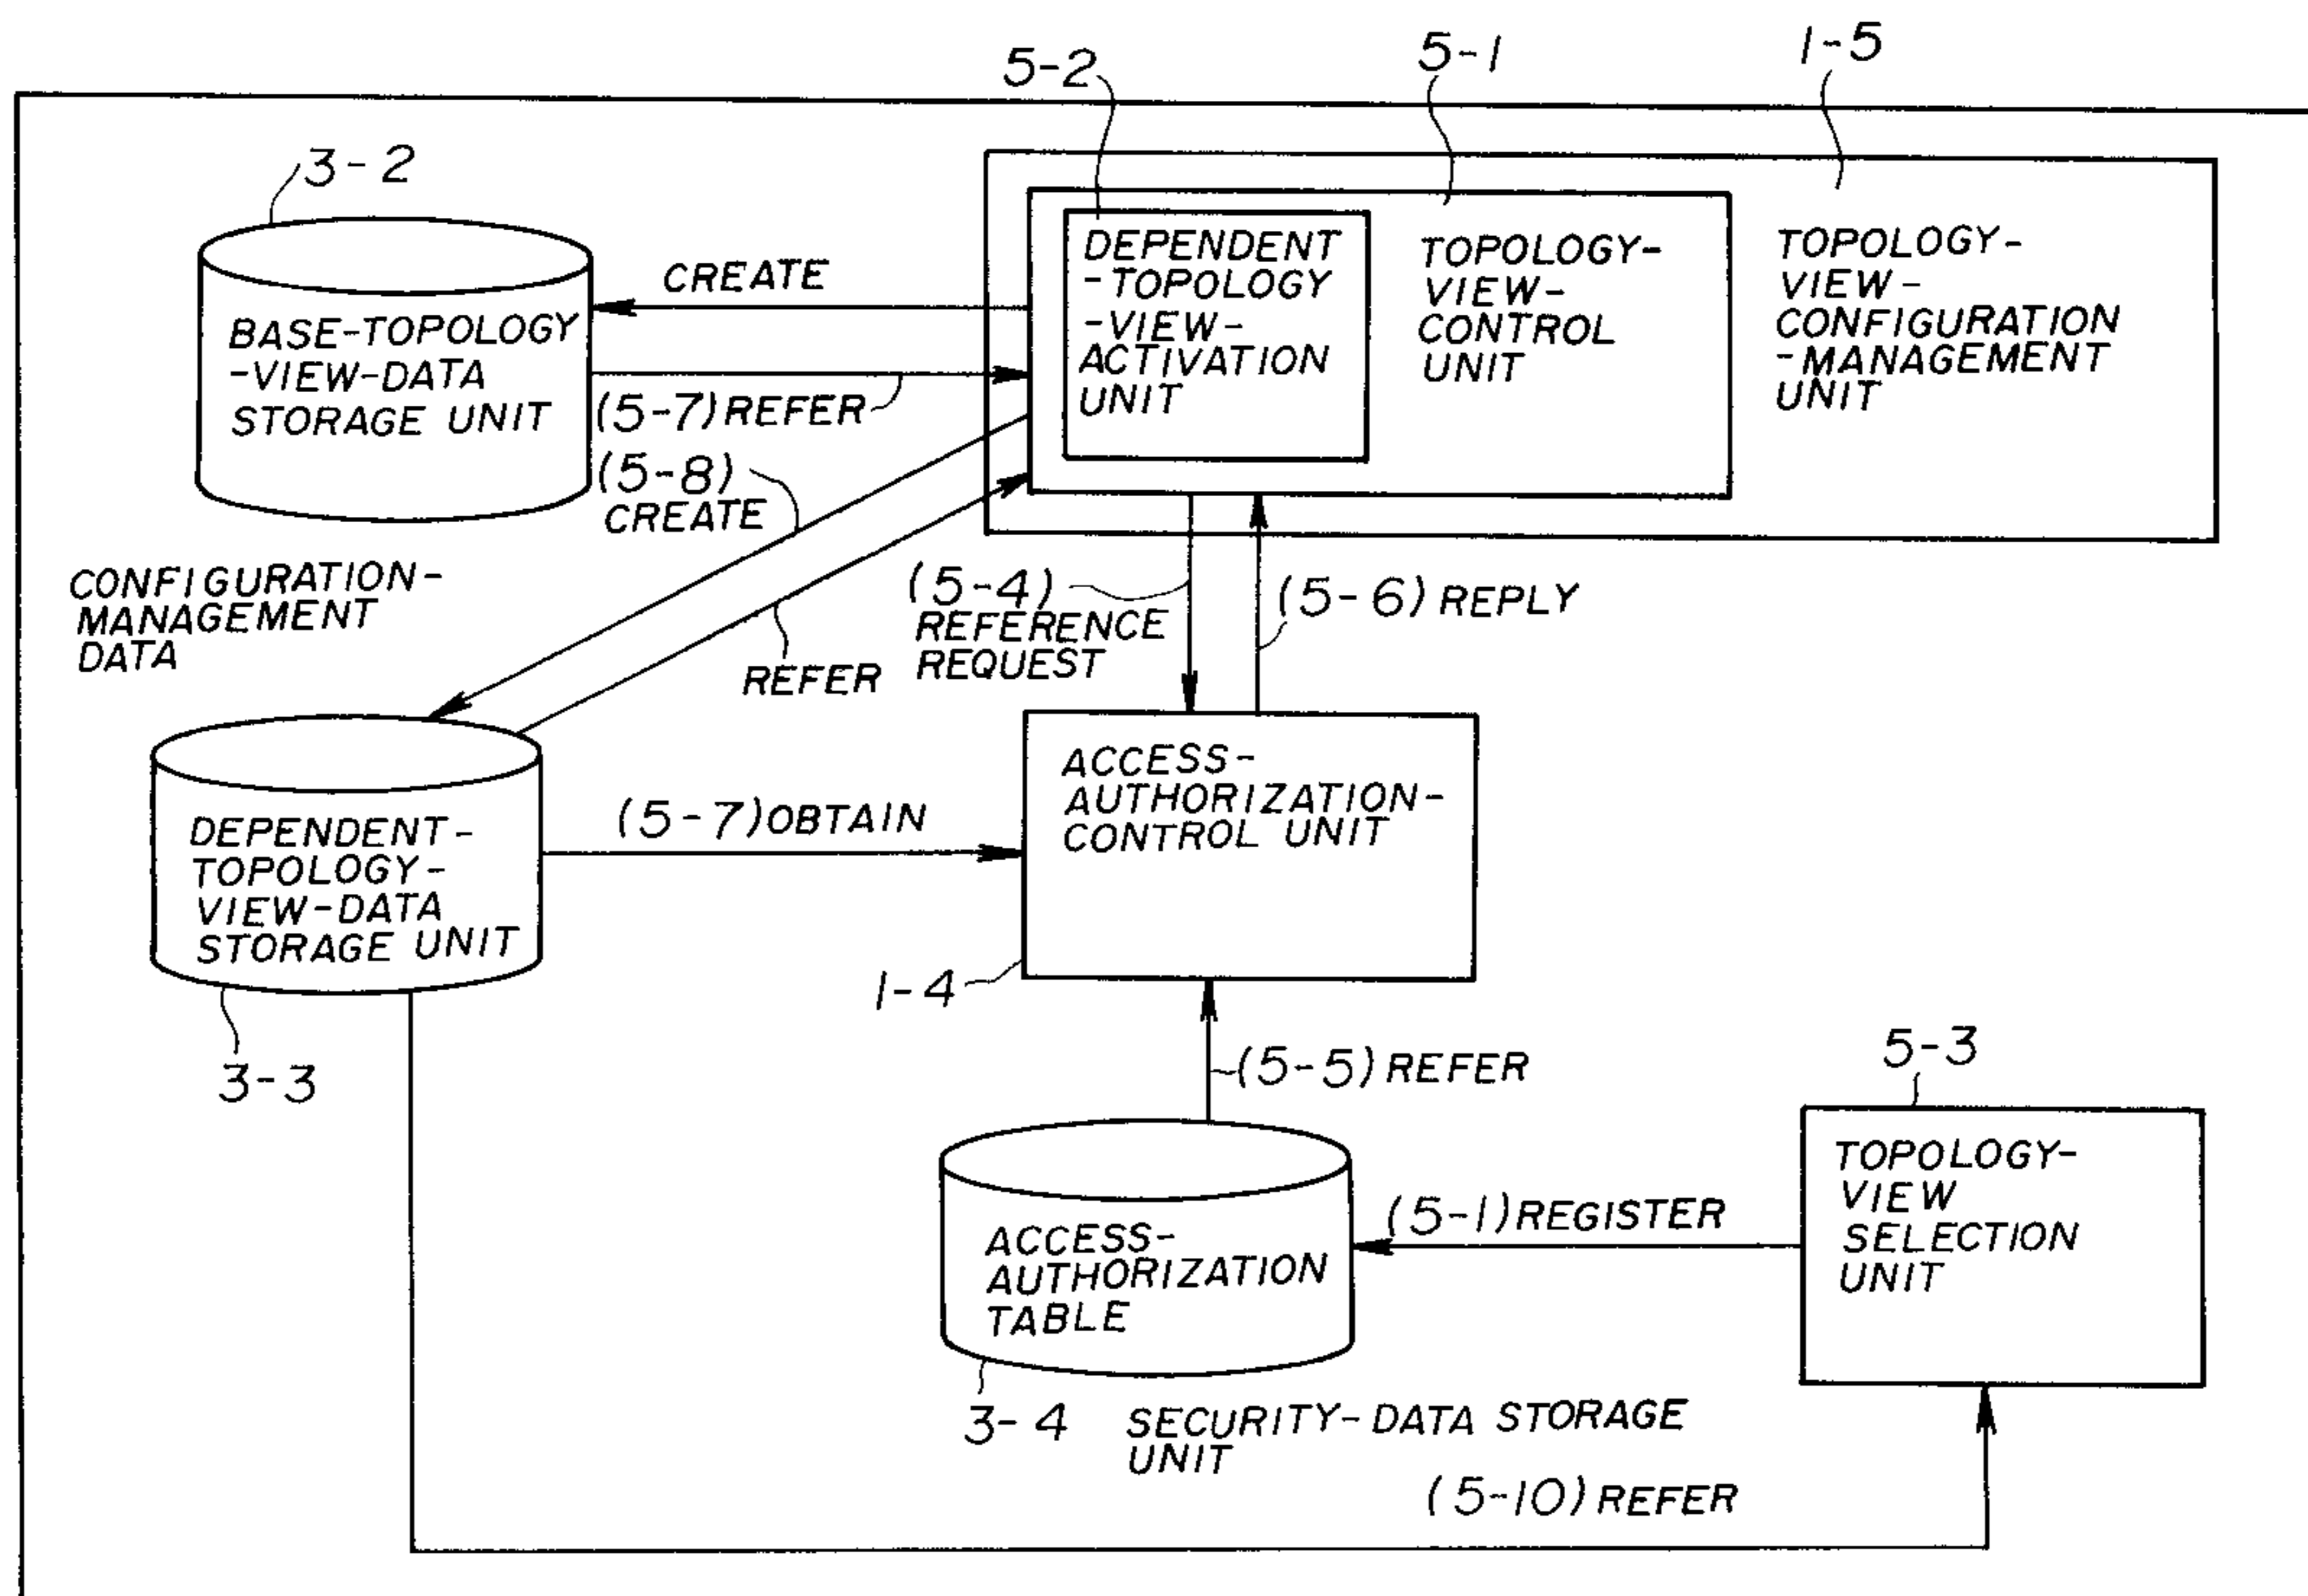 5-2
5-1
1-5
3-2
DEPENDENT
-TOPOLOGY
-VIEW-
ACTIVATION
UNIT
TOPOLOGY-
VIEW-
CONTROL
UNIT
TOPOLOGY-
VIEW-
CONFIGURATION
-MANAGEMENT
UNIT
CREATE
BASE-TOPOLOGY
-VIEW-DATA
STORAGE UNIT
(5-7) REFER
(5-8)
CREATE
CONFIGURATION-
MANAGEMENT
DATA
REFER
(5-4)
REFERENCE
REQUEST
(5-6) REPLY
ACCESS-
AUTHORIZATION-
CONTROL UNIT
(5-7) OBTAIN
DEPENDENT-
TOPOLOGY-
VIEW-DATA
STORAGE UNIT
1-4
3-3
(5-5) REFER
5-3
TOPOLOGY-
VIEW
SELECTION
UNIT
(5-1) REGISTER
ACCESS-
AUTHORIZATION
TABLE
3-4
SECURITY-DATA STORAGE
UNIT
(5-10) REFER